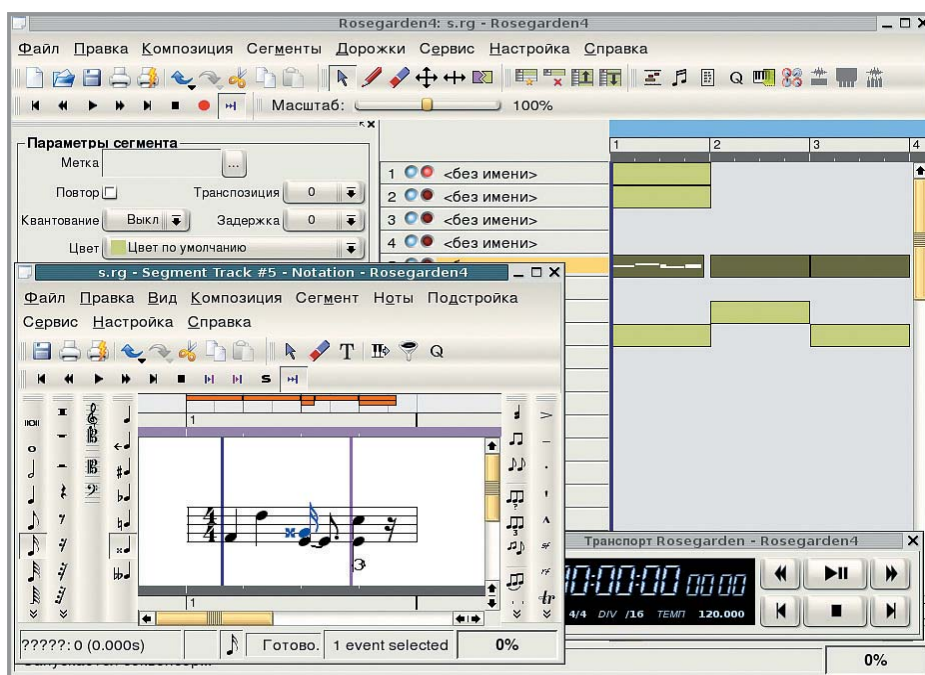 Rosegarden4: s.rg - Rosegarden4
Файл Правка Композиция Сегменты Дорожки Сервис Настройка Справка
Масштаб: 100%
Параметры сегмента
Метка ...
Повтор Транспозиция 0
Квантование Выкл Задержка 0
Цвет Цвет по умолчанию
1 2 3 4
1 <без имени>
2 <без имени>
3 <без имени>
4 <без имени>
s.rg - Segment Track #5 - Notation - Rosegarden4
Файл Правка Вид Композиция Сегмент Ноты Подстройка
Сервис Настройка Справка
1
1
?????: 0 (0.000s) Готово. 1 event selected 0%
Транспорт Rosegarden - Rosegarden4
00:00:00 0000
4/4 DIV /16 ТЕМП 120.000
0%